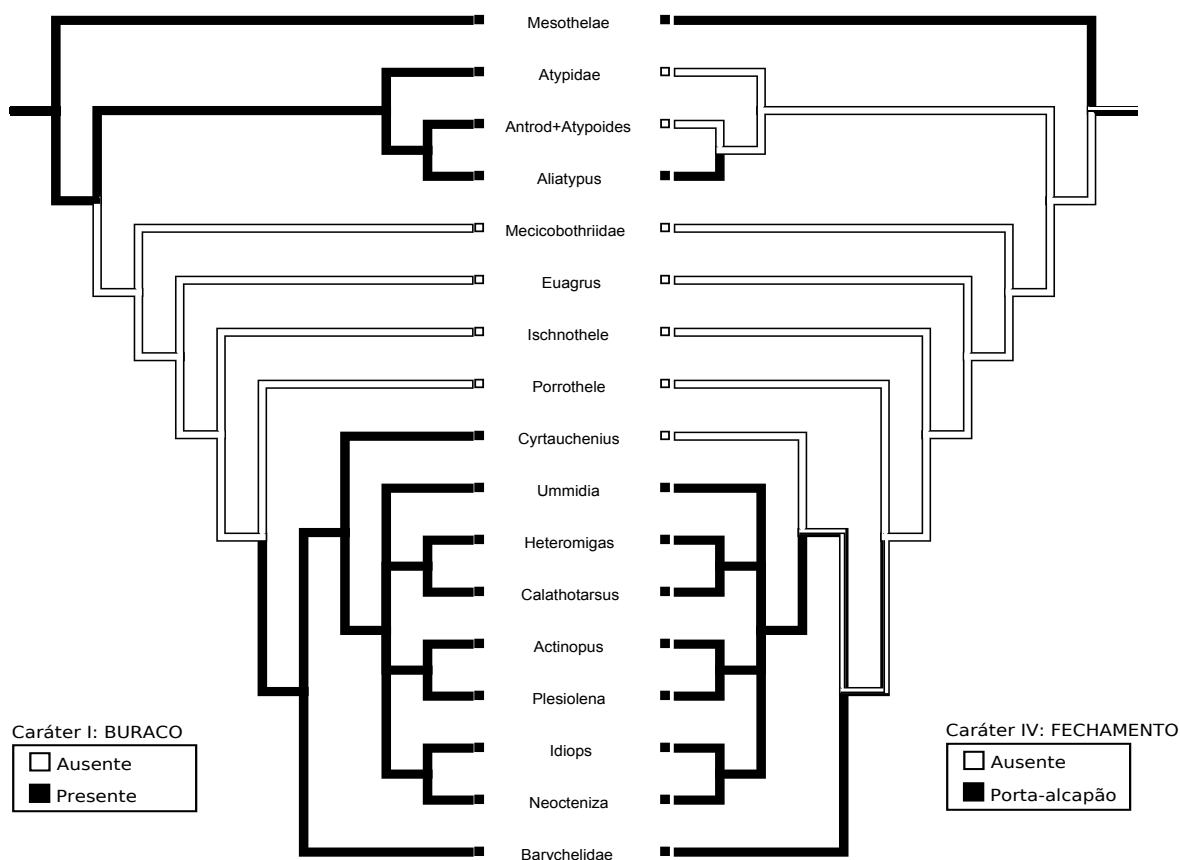 Mesothelae
Atypidae
Antrod+Atypoides
Aliatypus
Mecicobothriidae
Euagrus
Ischnothele
Porrothele
Cyrtauchenius
Ummidia
Heteromigas
Calathotarsus
Actinopus
Plesiolena
Idiops
Neocteniza
Barychelidae
Caráter I: BURACO
Ausente
Presente
Caráter IV: FECHAMENTO
Ausente
Porta-alcapão